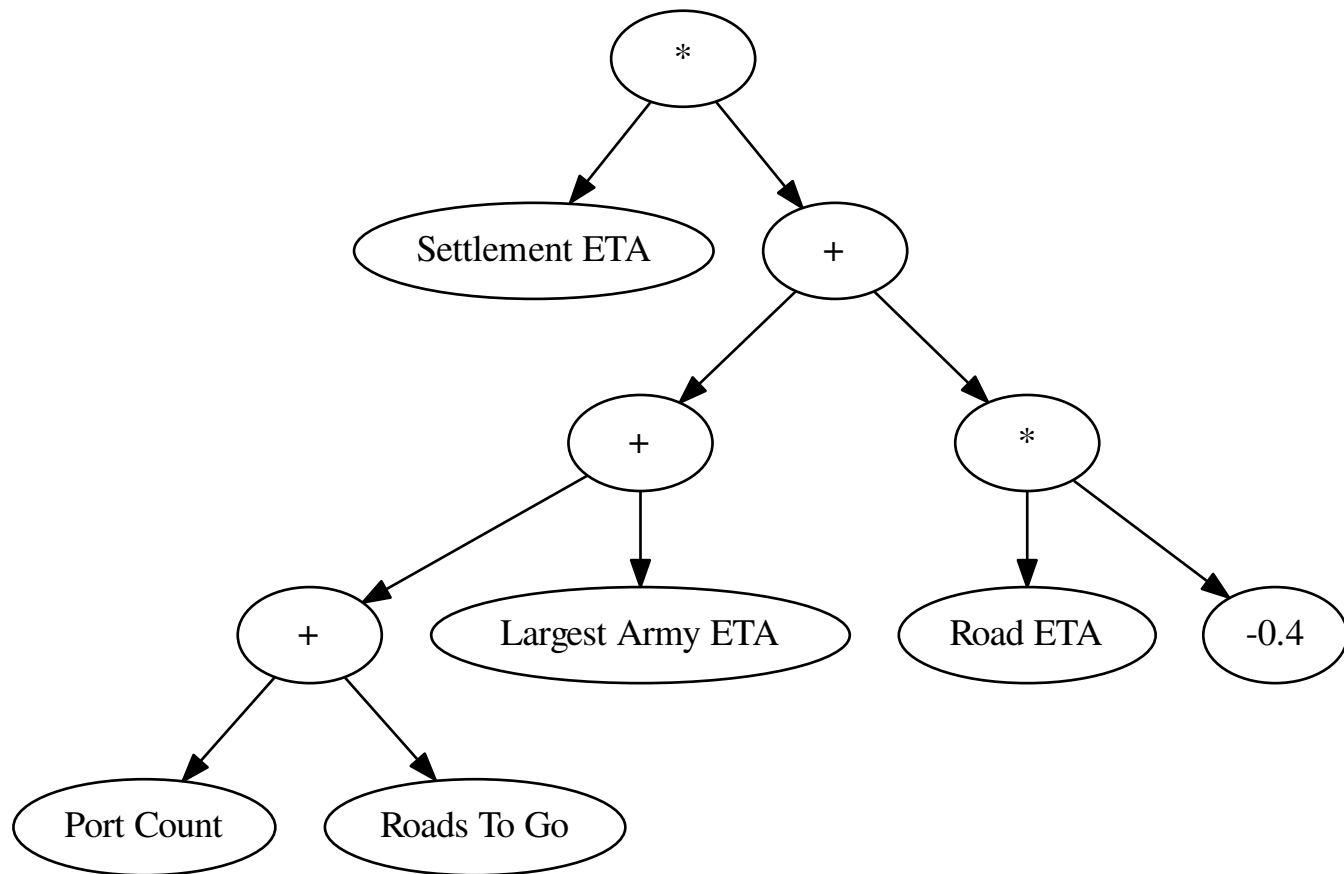 *
Settlement ETA
+
+
*
+
Largest Army ETA
Road ETA
-0.4
Port Count
Roads To Go